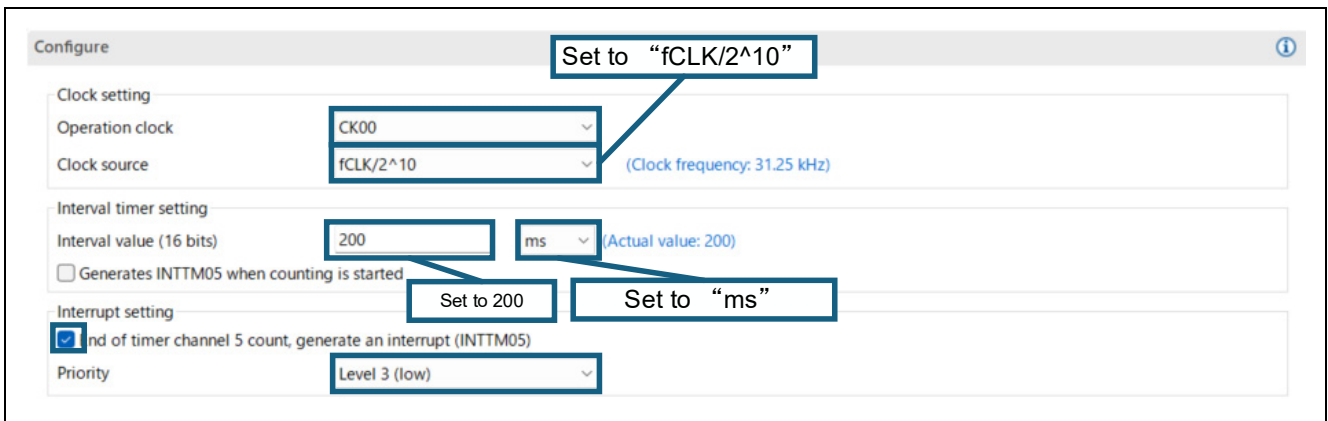 Configure
Set to “fCLK/2^10”
Clock setting
Operation clock CK00
Clock source fCLK/2^10 (Clock frequency: 31.25 kHz)
Interval timer setting
Interval value (16 bits) 200 ms (Actual value: 200)
Generates INTTM05 when counting is started
Set to 200 Set to “ms”
Interrupt setting
nd of timer channel 5 count, generate an interrupt (INTTM05)
Priority Level 3 (low)